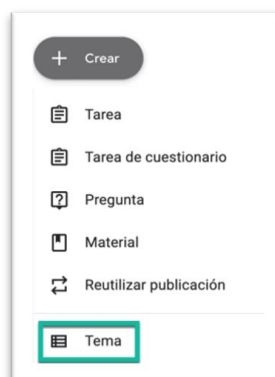 Crear
Tarea
Tarea de cuestionario
Pregunta
Material
Reutilizar publicación
Tema